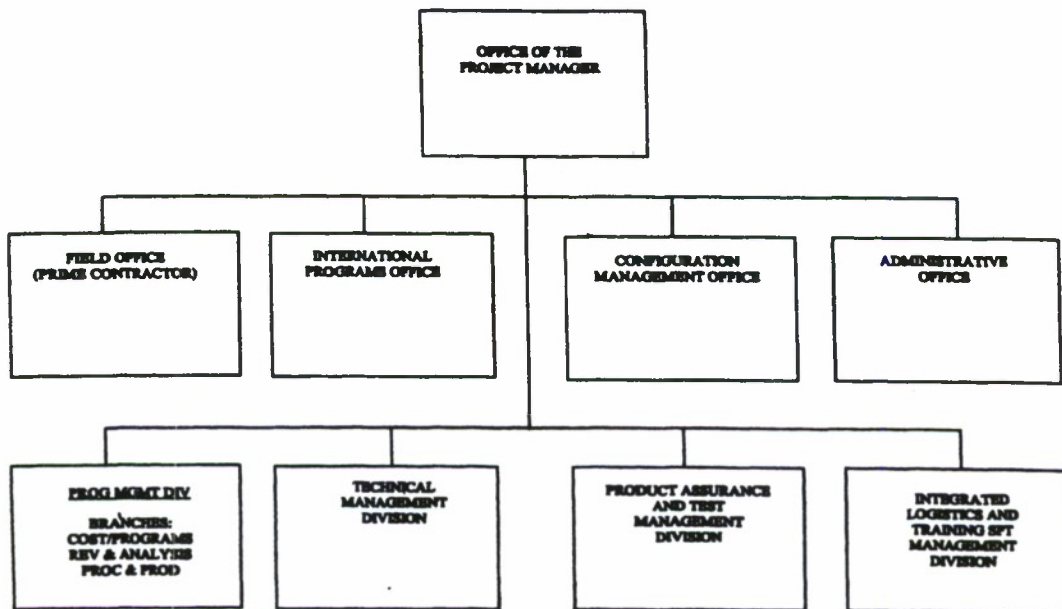 OFFICE OF THE
PROJECT MANAGER
FIELD OFFICE
(PRIME CONTRACTOR)
INTERNATIONAL
PROGRAMS OFFICE
CONFIGURATION
MANAGEMENT OFFICE
ADMINISTRATIVE
OFFICE
PROG MGMT DIV
BRANCHES:
COST/PROGRAMS
REV & ANALYSIS
PROC & PROD
TECHNICAL
MANAGEMENT
DIVISION
PRODUCT ASSURANCE
AND TEST
MANAGEMENT
DIVISION
INTEGRATED
LOGISTICS AND
TRAINING SPT
MANAGEMENT
DIVISION